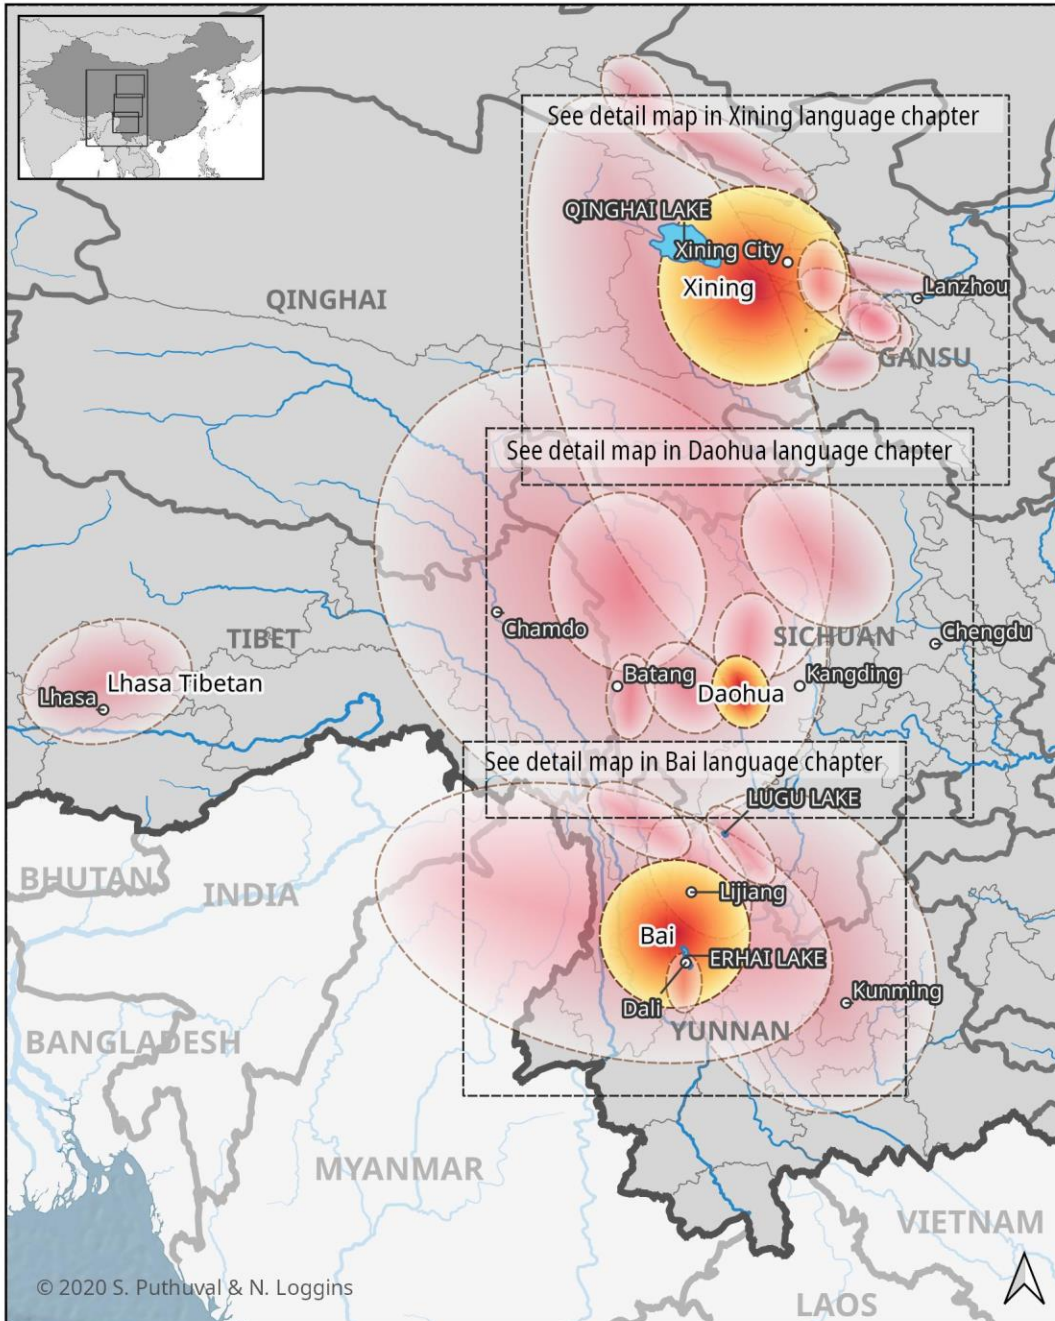 See detail map in Xining language chapter
QINGHAI LAKE
Xining City
Xining
Lanzhou
QINGHAI
GANSU
See detail map in Daohua language chapter
Chamdo
TIBET
SICHUAN
Chengdu
Batang
Kangding
Lhasa Tibetan
Lhasa
Daohua
See detail map in Bai language chapter
LUGU LAKE
BHUTAN
INDIA
Lijiang
Bai
ERHAI LAKE
Kunming
Dali
YUNNAN
BANGLADESH
MYANMAR
VIETNAM
© 2020 S. Puthuval & N. Loggins
LAOS